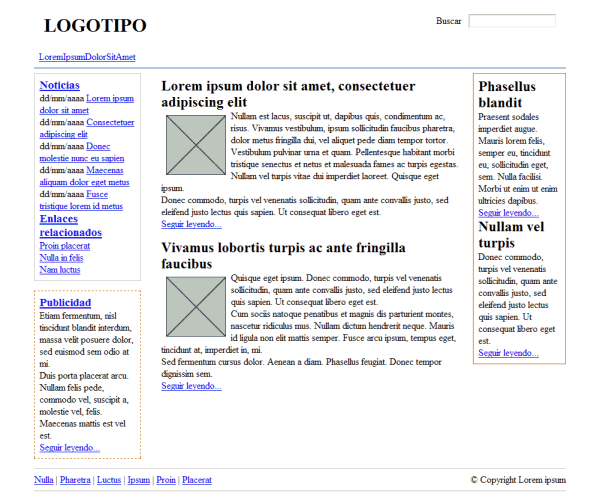 LOGOTIPO
Buscar
LoremIpsumDolorSitAmet
Noticias
dd/mm/aaaa Lorem ipsum
dolor sit amet
dd/mm/aaaa Consectetuer
adipiscing elit
dd/mm/aaaa Donec
molestie nunc eu sapien
dd/mm/aaaa Maecenas
aliquam dolor eget metus
dd/mm/aaaa Fusce
tristique lorem id metus
Enlaces
relacionados
Proin placerat
Nulla in felis
Nam luctus
Publicidad
Etiam fermentum, nisl
tincidunt blandit interdum,
massa velit posuere dolor,
sed euismod sem odio at
mi.
Duis porta placerat arcu.
Nullam felis pede,
commodo vel, suscipit a,
molestie vel, felis.
Maecenas mattis est vel
est.
Seguir leyendo...
Lorem ipsum dolor sit amet, consectetuer
adipiscing elit
Nullam est lacus, suscipit ut, dapibus quis, condimentum ac,
risus. Vivamus vestibulum, ipsum sollicitudin faucibus pharetra,
dolor metus fringilla dui, vel aliquet pede diam tempor tortor.
Vestibulum pulvinar urna et quam. Pellentesque habitant morbi
tristique senectus et netus et malesuada fames ac turpis egestas.
Nullam vel turpis vitae dui imperdiet laoreet. Quisque eget
ipsum.
Donec commodo, turpis vel venenatis sollicitudin, quam ante convallis justo, sed
eleifend justo lectus quis sapien. Ut consequat libero eget est.
Seguir leyendo...
Vivamus lobortis turpis ac ante fringilla
faucibus
Quisque eget ipsum. Donec commodo, turpis vel venenatis
sollicitudin, quam ante convallis justo, sed eleifend justo lectus
quis sapien. Ut consequat libero eget est.
Cum sociis natoque penatibus et magnis dis parturient montes,
nascetur ridiculus mus. Nullam dictum hendrerit neque. Mauris
id ligula non elit mattis semper. Fusce arcu ipsum, tempus eget,
tincidunt at, imperdiet in, mi.
Sed fermentum cursus dolor. Aenean a diam. Phasellus feugiat. Donec tempor
dignissim sem.
Seguir leyendo...
Phasellus
blandit
Praesent sodales
imperdiet augue.
Mauris lorem felis,
semper eu, tincidunt
eu, sollicitudin eget,
sem. Nulla facilisi.
Morbi ut enim ut enim
ultricies dapibus.
Seguir leyendo...
Nullam vel
turpis
Donec commodo,
turpis vel venenatis
sollicitudin, quam ante
convallis justo, sed
eleifend justo lectus
quis sapien. Ut
consequat libero eget
est.
Seguir leyendo...
Nulla | Pharetra | Luctus | Ipsum | Proin | Placerat
© Copyright Lorem ipsum